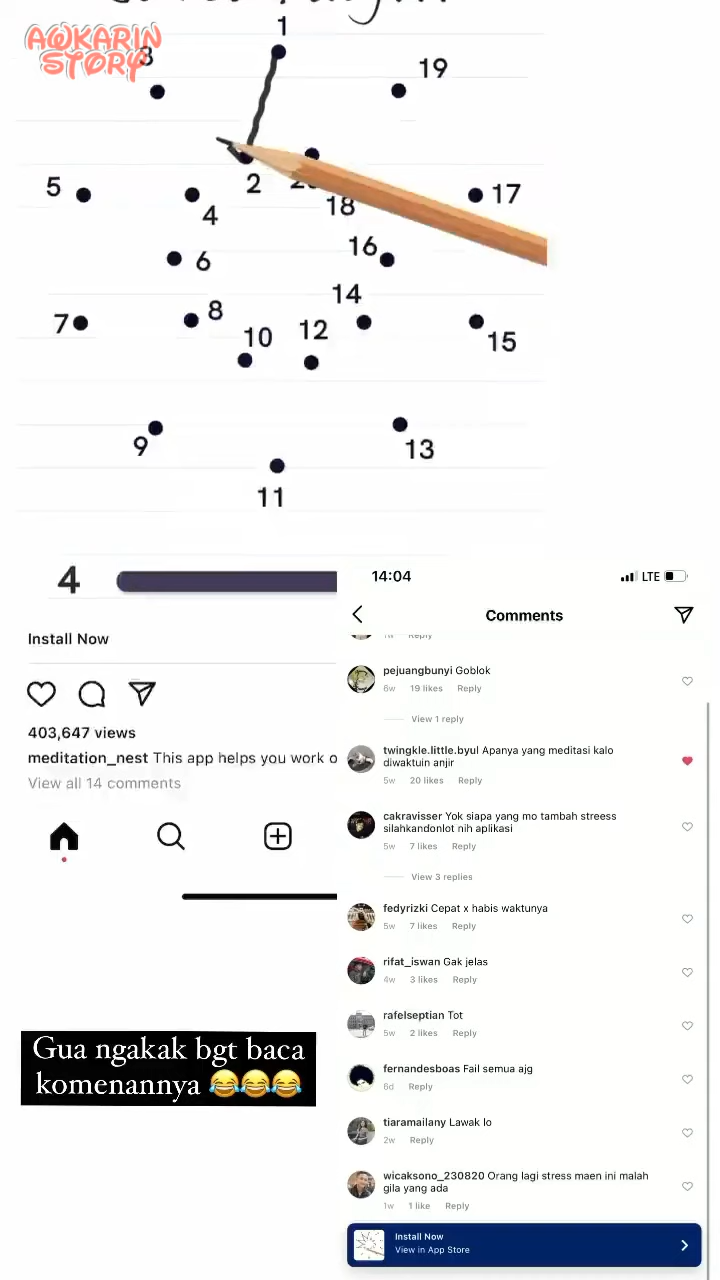 AWKARIN
STORY
1
3
19
5
2
18
17
4
6
16
14
7
8
10
12
15
9
13
11
4
Install Now
403,647 views
meditation_nest This app helps you work o
View all 14 comments
Gua ngakak bgt baca
komenannya 😂😂😂
14:04
LTE
Comments
1w Reply
pejuangbunyi Goblok
6w 19 likes Reply
View 1 reply
twingkle.little.byul Apanya yang meditasi kalo
diwaktuin anjir
5w 20 likes Reply
cakravisser Yok siapa yang mo tambah streess
silahkandonlot nih aplikasi
5w 7 likes Reply
View 3 replies
fedyrizki Cepat x habis waktunya
5w 7 likes Reply
rifat_iswan Gak jelas
4w 3 likes Reply
rafelseptian Tot
5w 2 likes Reply
fernandesboas Fail semua ajg
6d Reply
tiaramailany Lawak lo
2w Reply
wicaksono_230820 Orang lagi stress maen ini malah
gila yang ada
1w 1 like Reply
Install Now
View in App Store